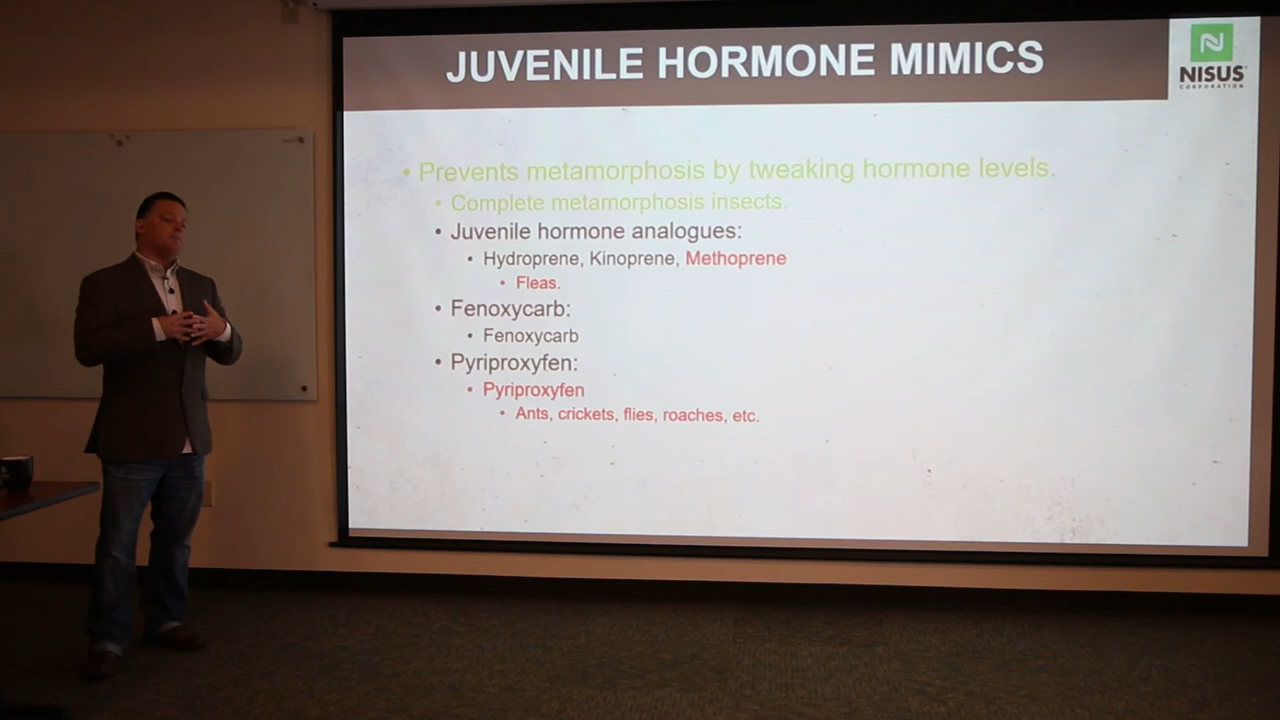 JUVENILE HORMONE MIMICS
NISUS
CORPORATION
• Prevents metamorphosis by tweaking hormone levels.
• Complete metamorphosis insects.
• Juvenile hormone analogues:
• Hydroprene, Kinoprene, Methoprene
• Fleas.
• Fenoxycarb:
• Fenoxycarb
• Pyriproxyfen:
• Pyriproxyfen
• Ants, crickets, flies, roaches, etc.